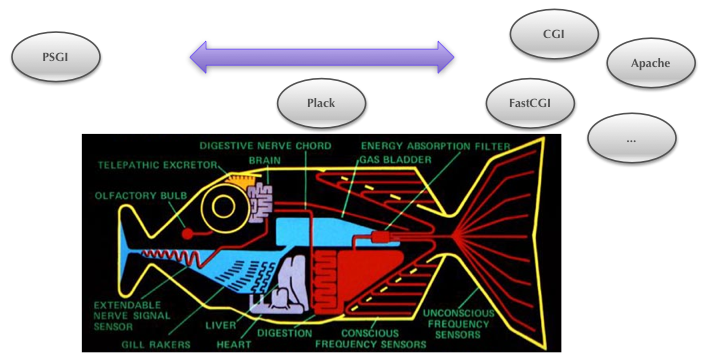 PSGI
CGI
Apache
Plack
FastCGI
...
DIGESTIVE NERVE CHORD
ENERGY ABSORPTION FILTER
TELEPATHIC EXCRETOR
BRAIN
GAS BLADDER
OLFACTORY BULB
EXTENDABLE
NERVE SIGNAL
SENSOR
GILL RAKERS
LIVER
HEART
DIGESTION
CONSCIOUS
FREQUENCY SENSORS
UNCONSCIOUS
FREQUENCY
SENSORS